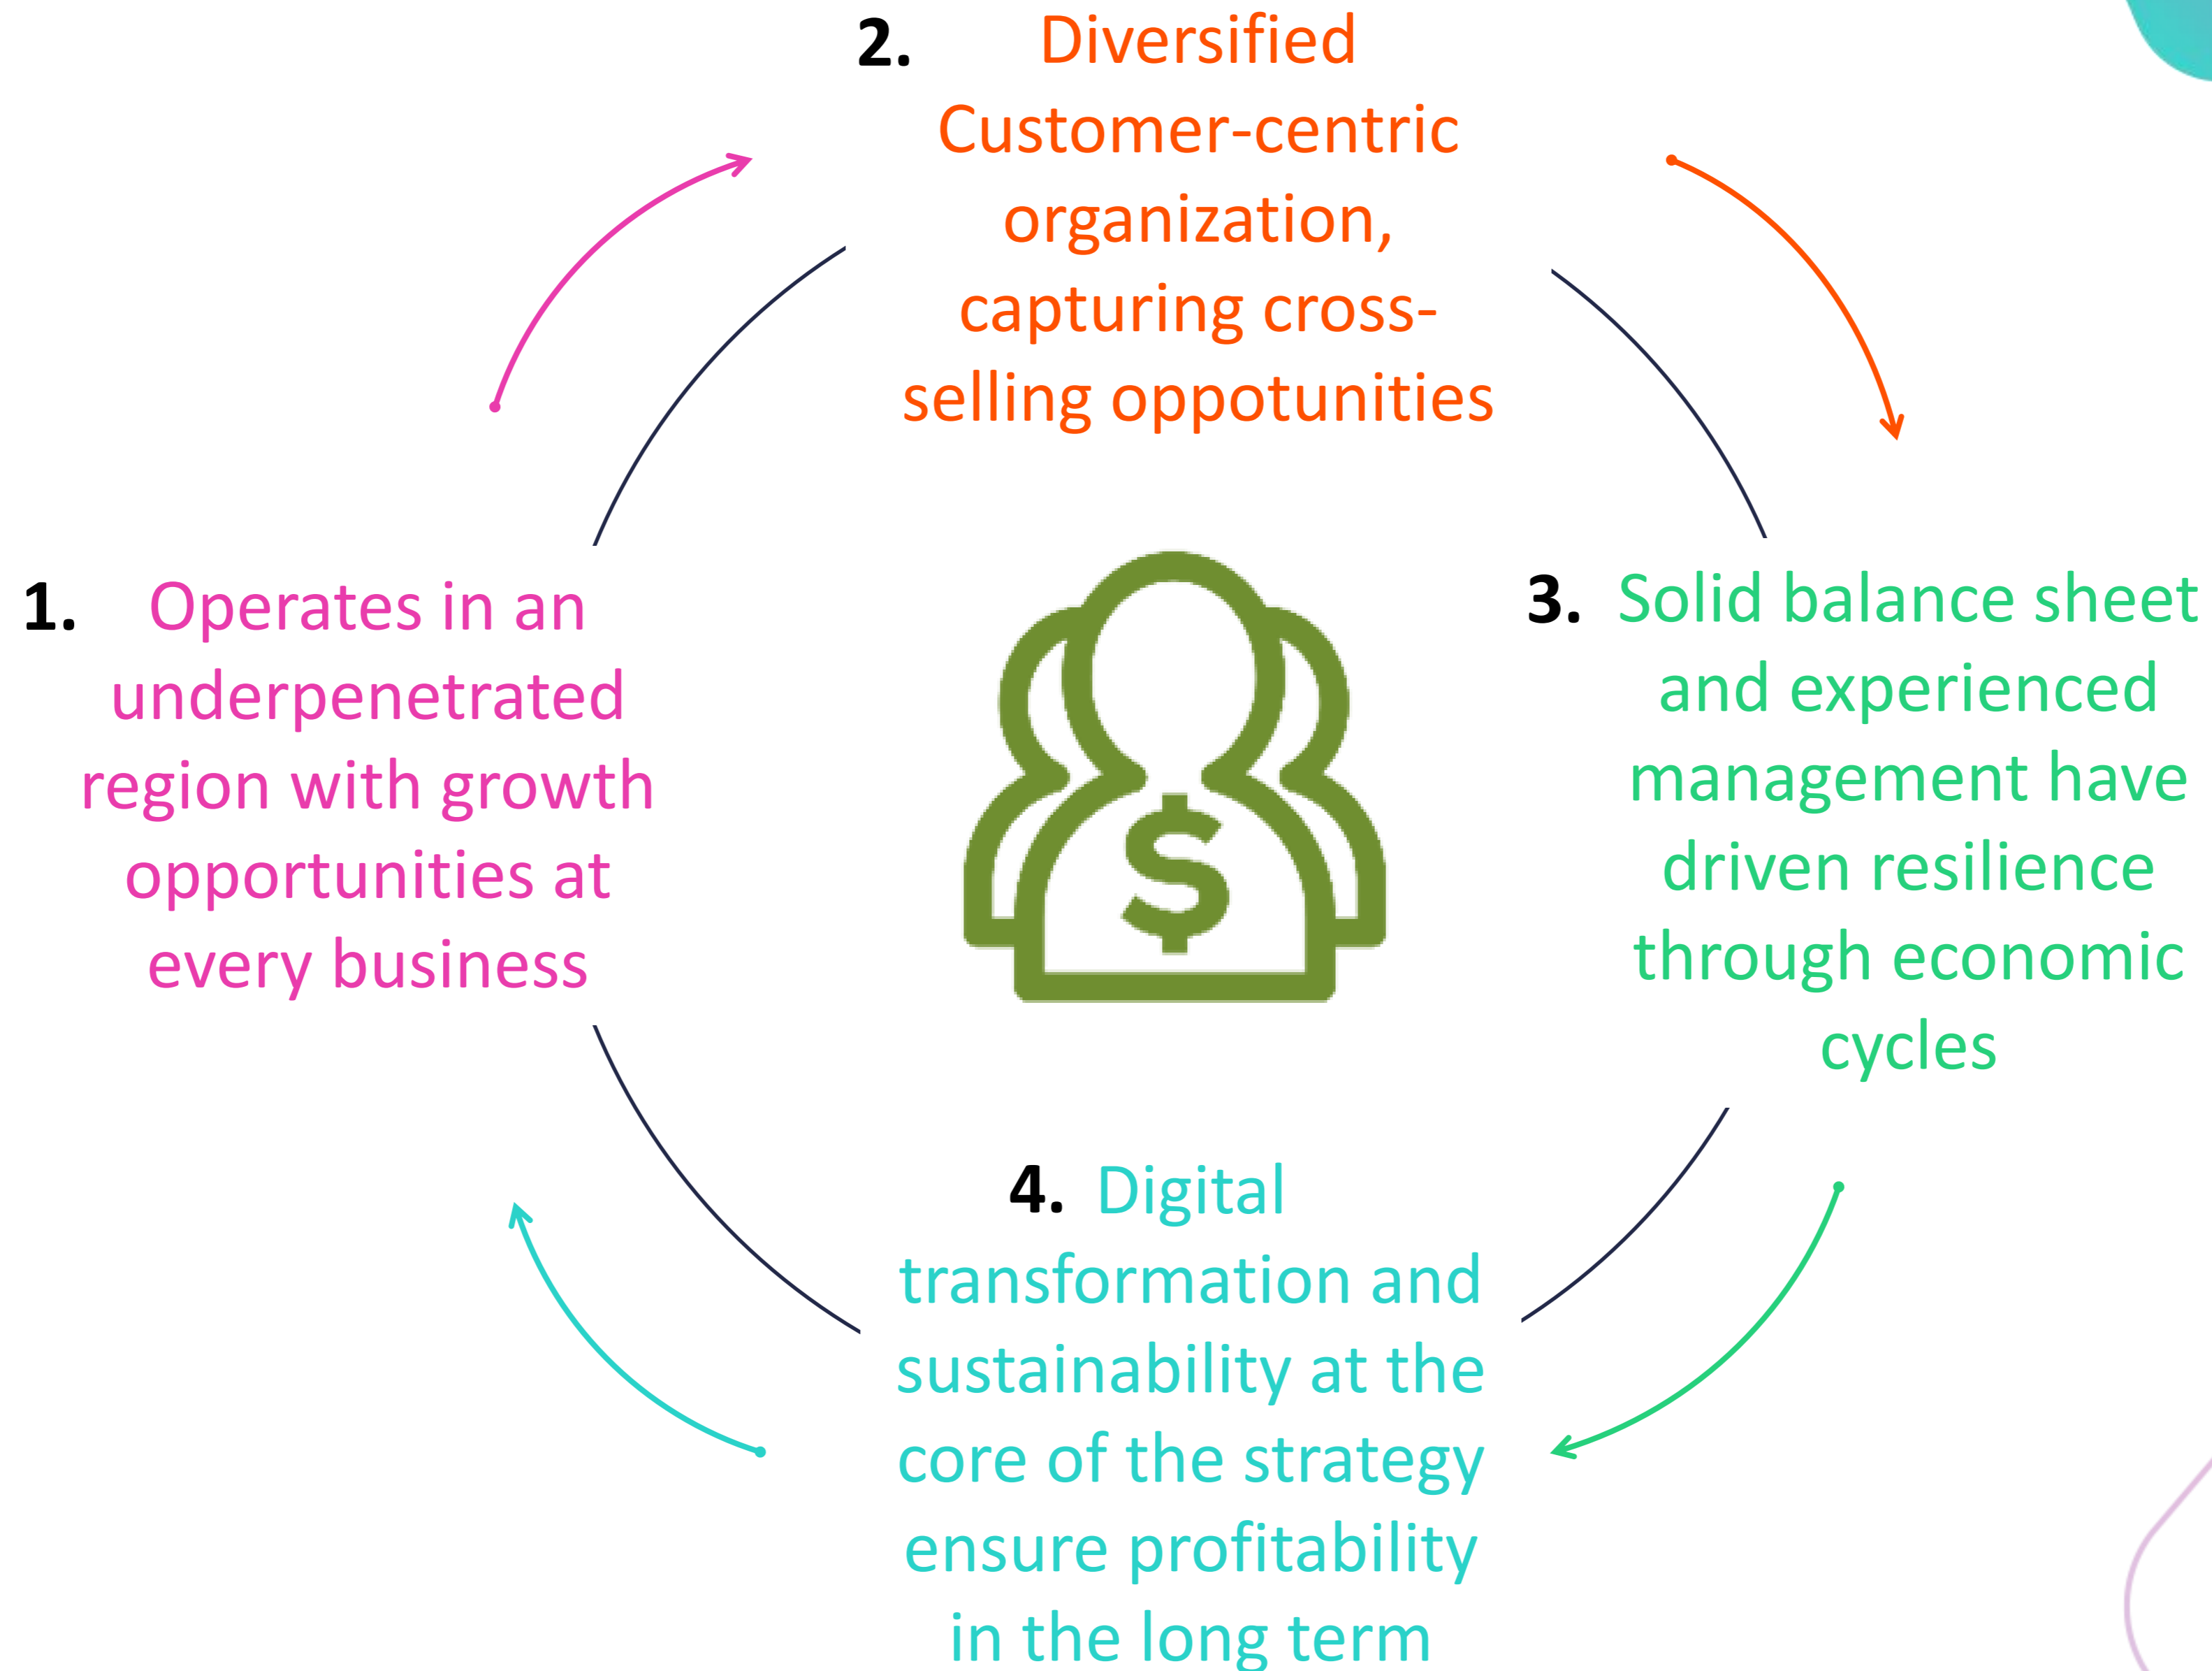 1. Operates in an
underpenetrated
region with growth
opportunities at
every business
2. Diversified
Customer-centric
organization,
capturing cross-
selling oppotunities
3. Solid balance sheet
and experienced
management have
driven resilience
through economic
cycles
4. Digital
transformation and
sustainability at the
core of the strategy
ensure profitability
in the long term
$